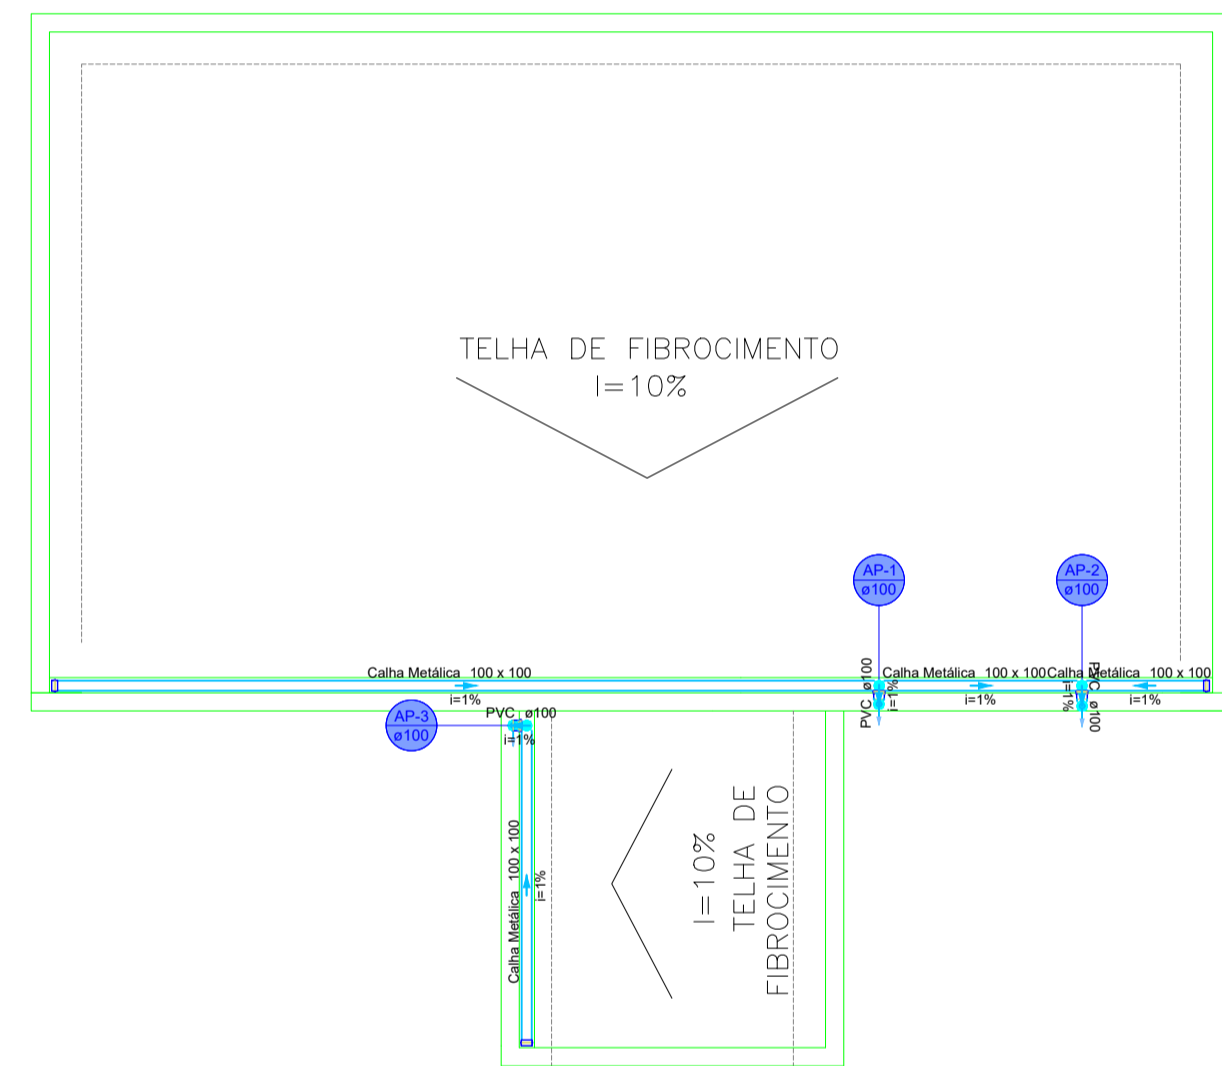 TELHA DE FIBROCIMENTO
I=10%
AP-1
ø100
AP-2
ø100
Calha Metálica 100 x 100
i=1%
PVC ø100
i=1%
Calha Metálica 100 x 100
i=1%
Calha Metálica 100 x 100
i=1%
PVC ø100
i=1%
AP-3
ø100
PVC ø100
i=1%
Calha Metálica 100 x 100
i=1%
I=10%
TELHA DE
FIBROCIMENTO